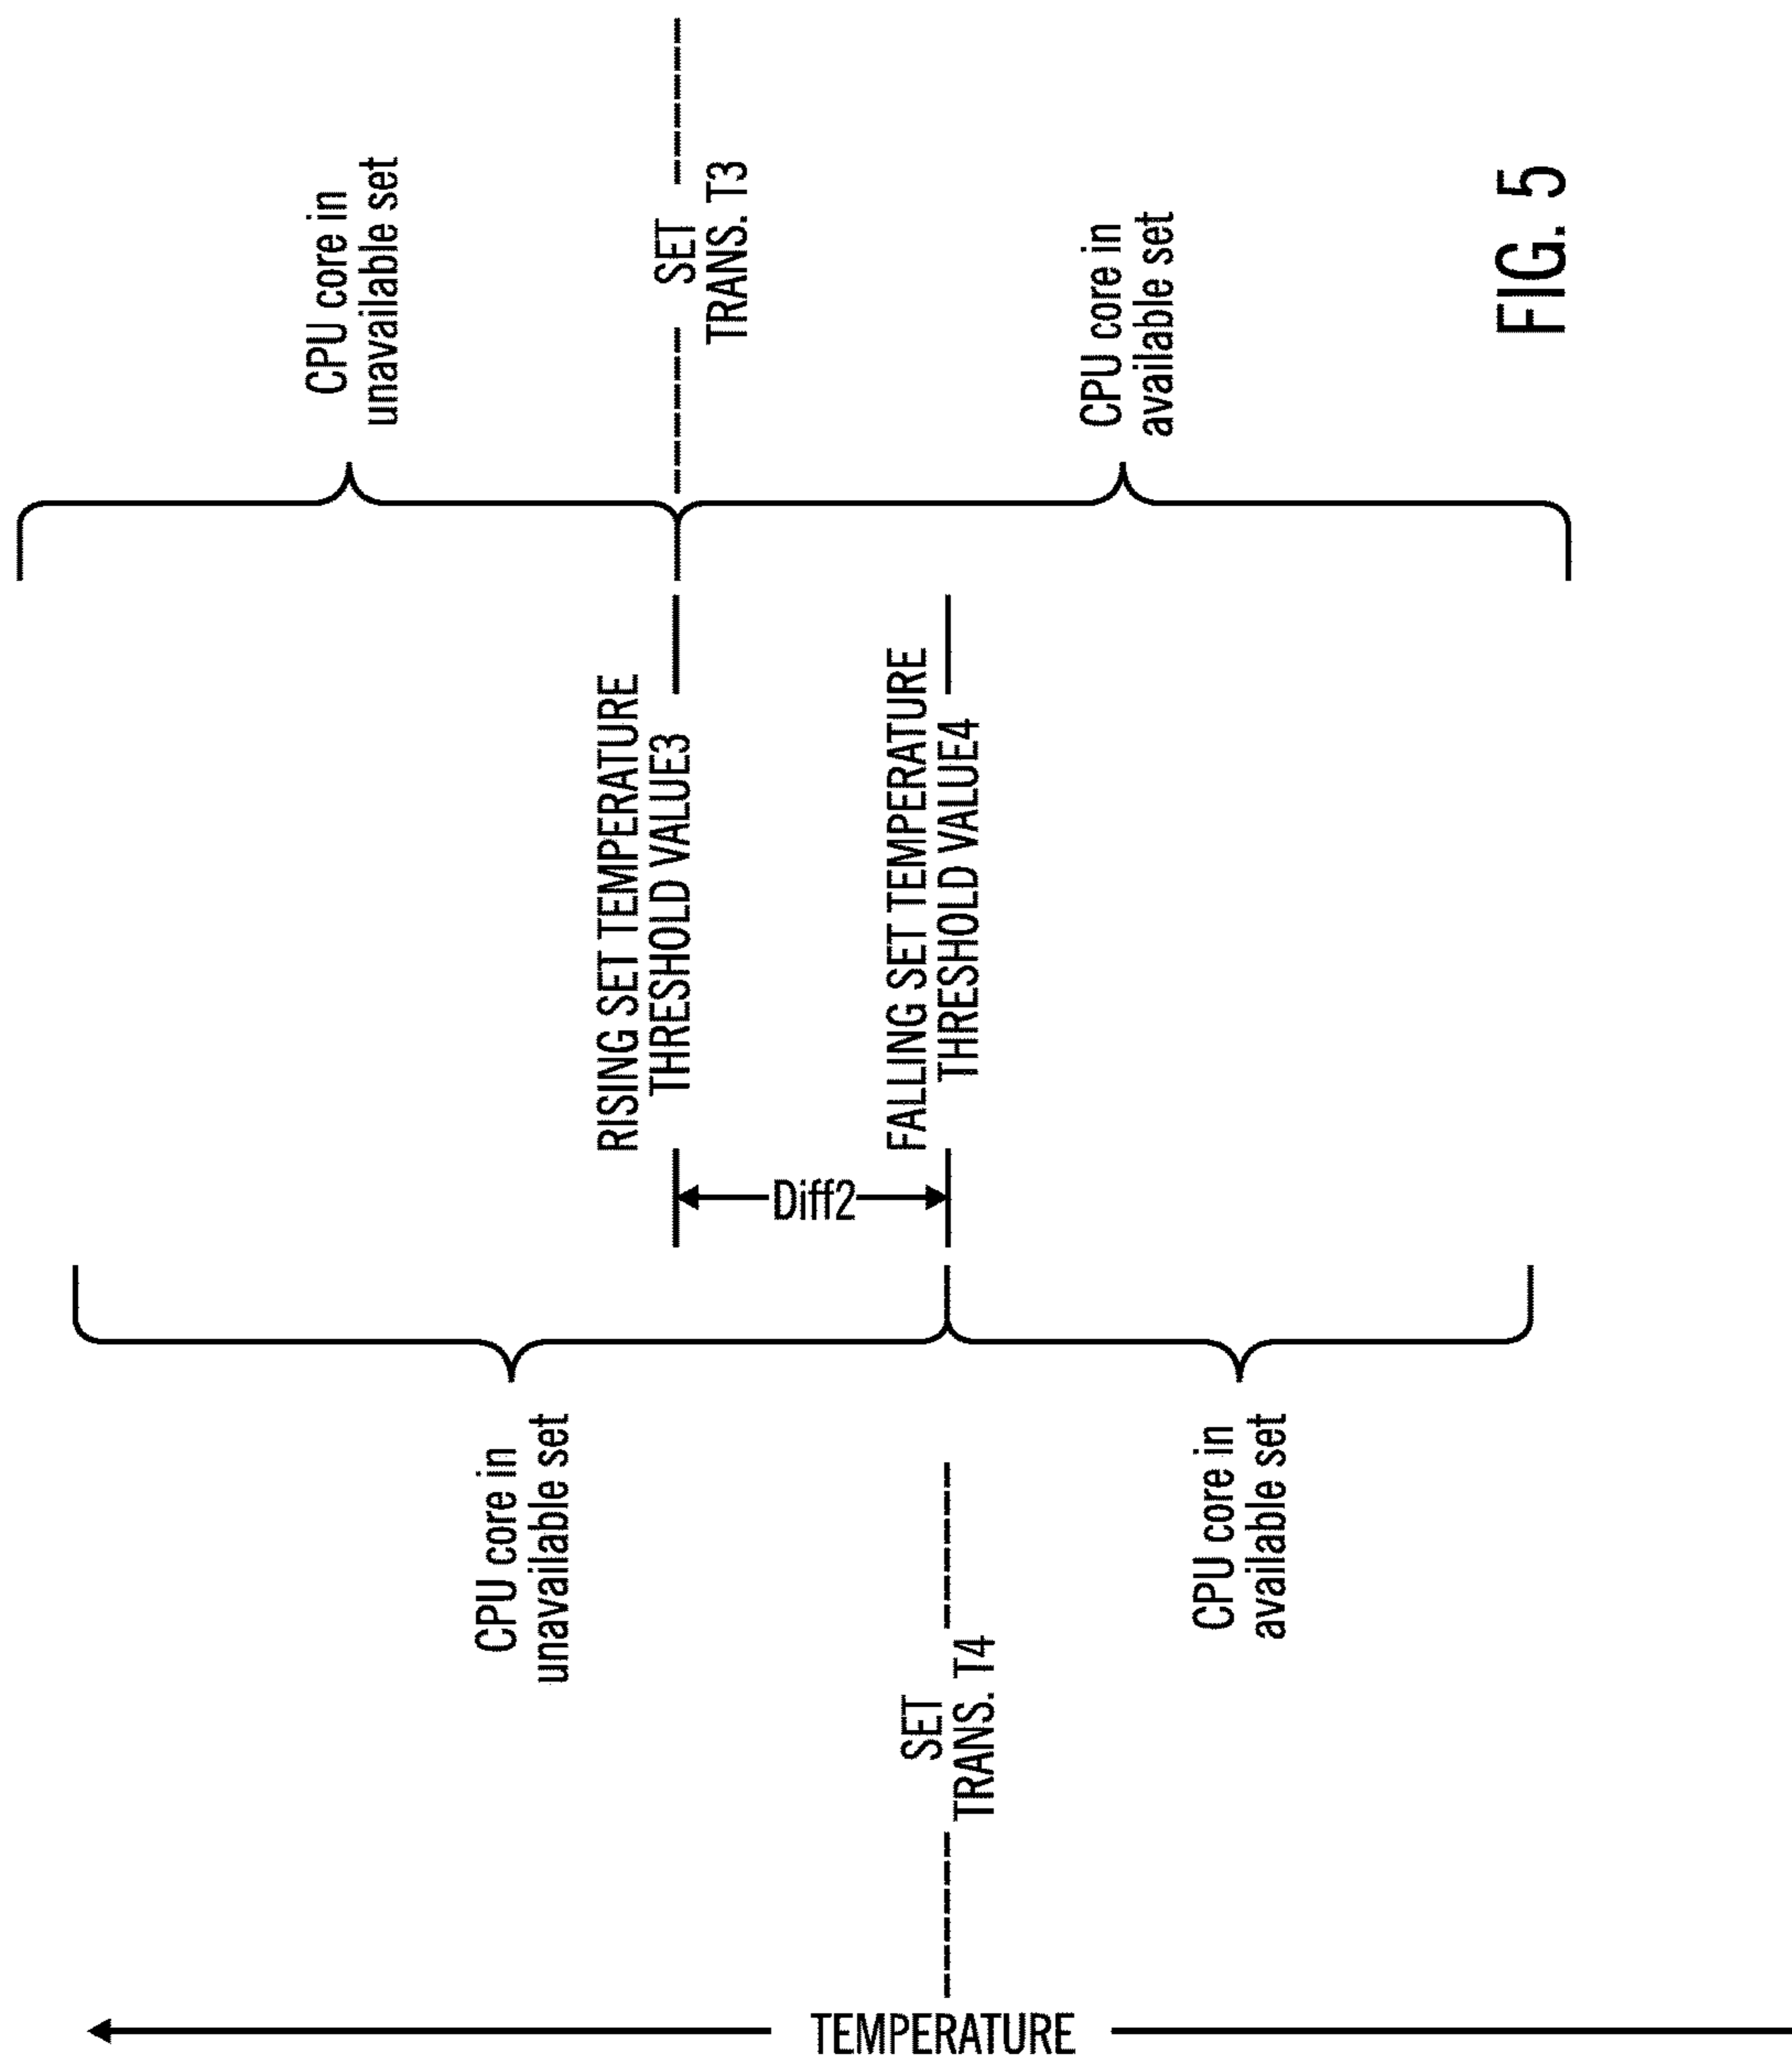 TEMPERATURE
SET
TRANS. T4
CPU core in
unavailable set
CPU core in
available set
Diff2
RISING SET TEMPERATURE
THRESHOLD VALUE3
FALLING SET TEMPERATURE
THRESHOLD VALUE4
CPU core in
unavailable set
SET
TRANS. T3
CPU core in
available set
FIG. 5